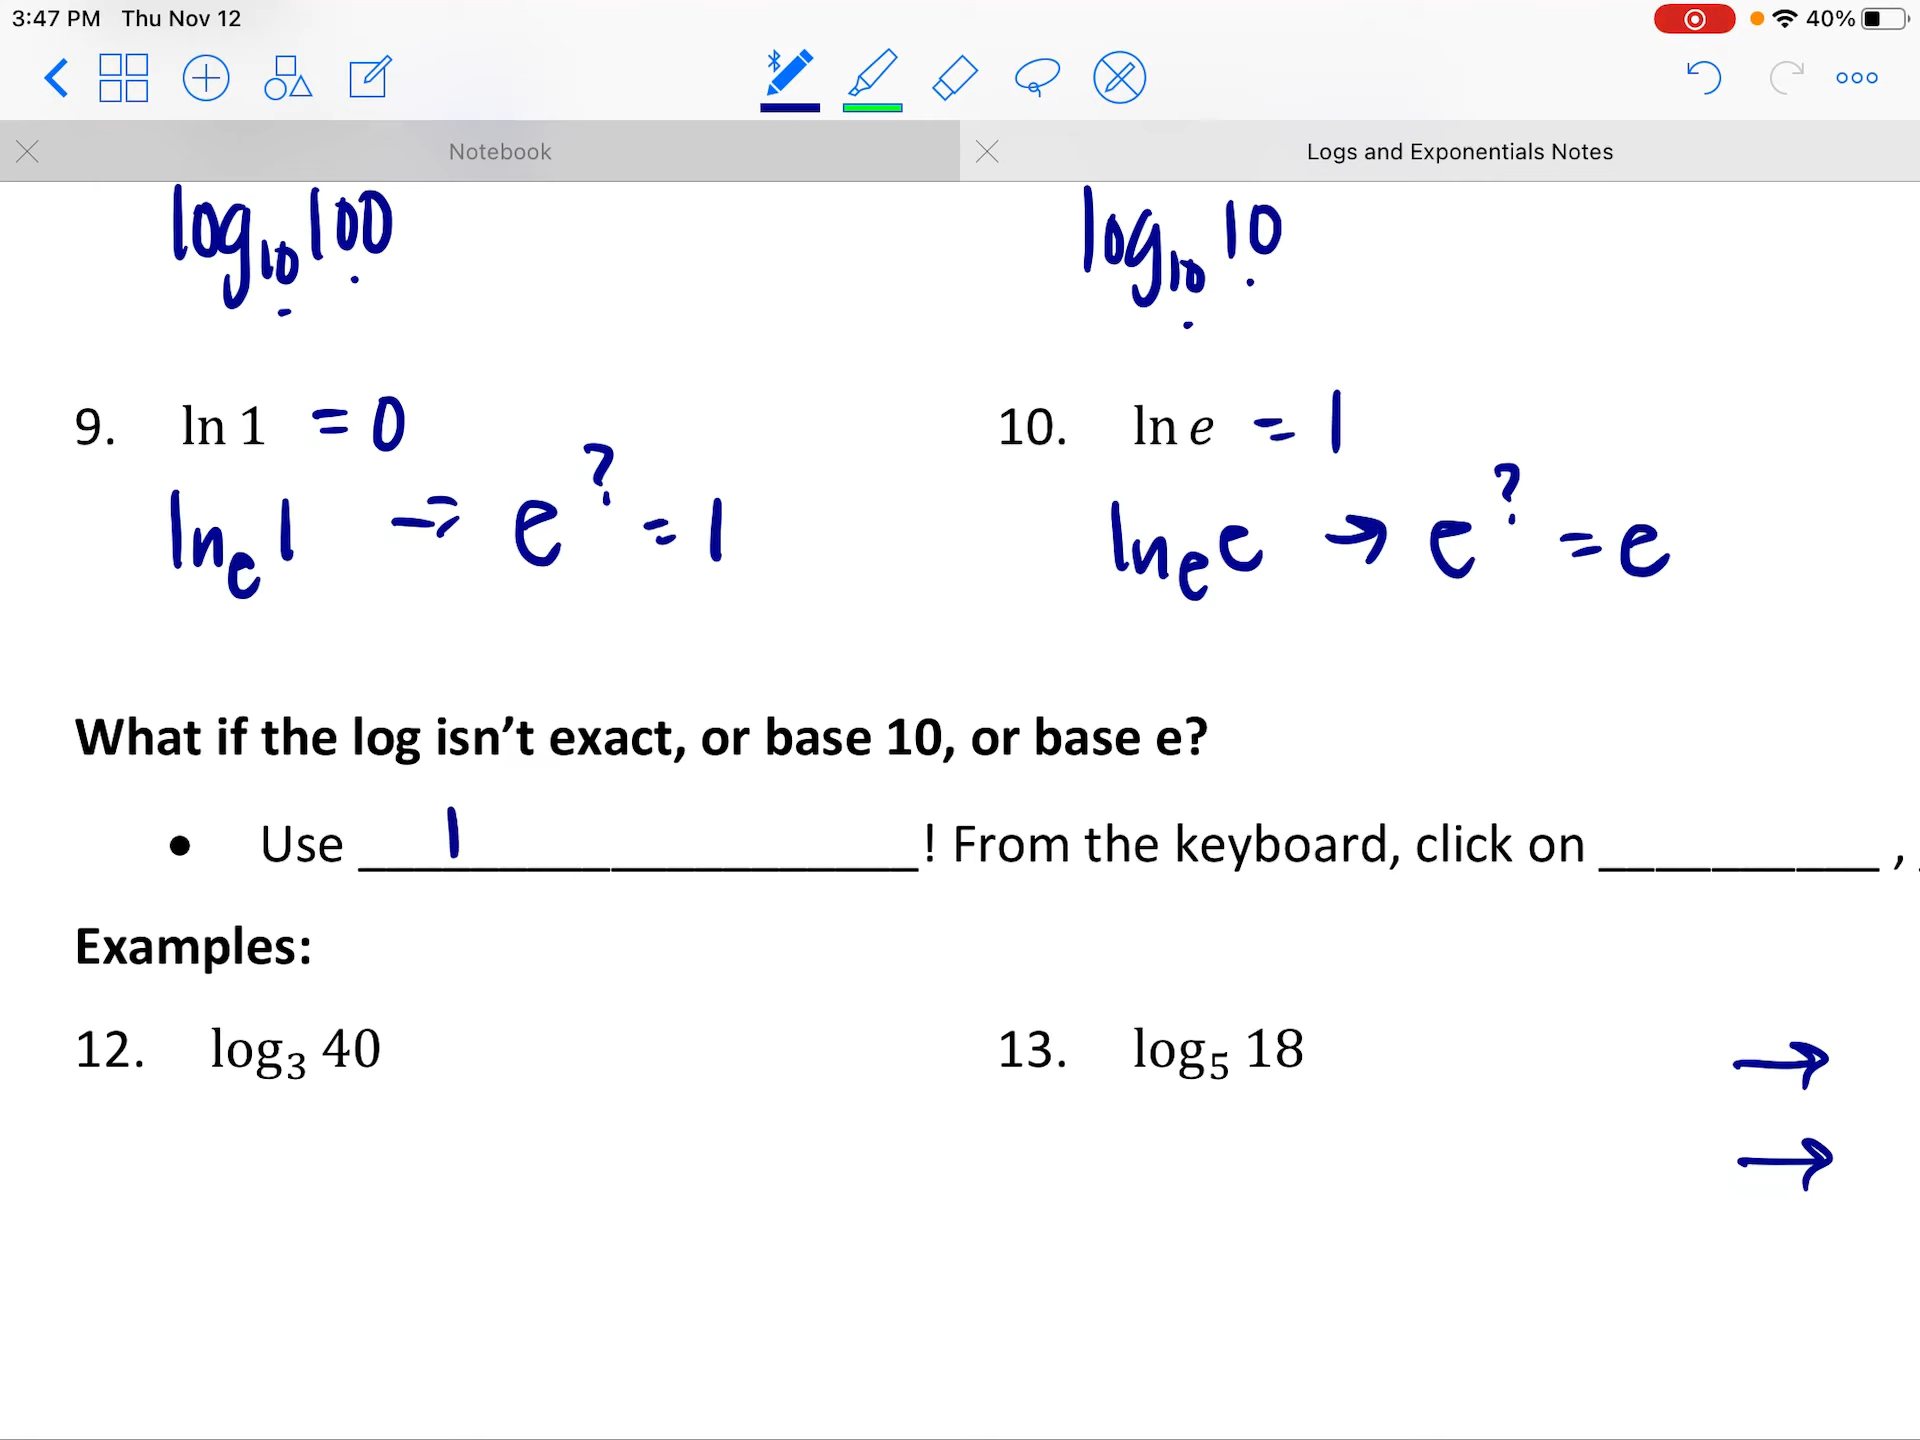 3:47 PM Thu Nov 12 40%
Notebook Logs and Exponentials Notes
log₁₀ 100 log₁₀ 10
9. ln 1 = 0 10. ln e = 1
lnₑ 1 → e^? = 1 lnₑ e → e^? = e
What if the log isn’t exact, or base 10, or base e?
• Use ____l________________! From the keyboard, click on __________ ,
Examples:
12. log₃ 40 13. log₅ 18 →
→